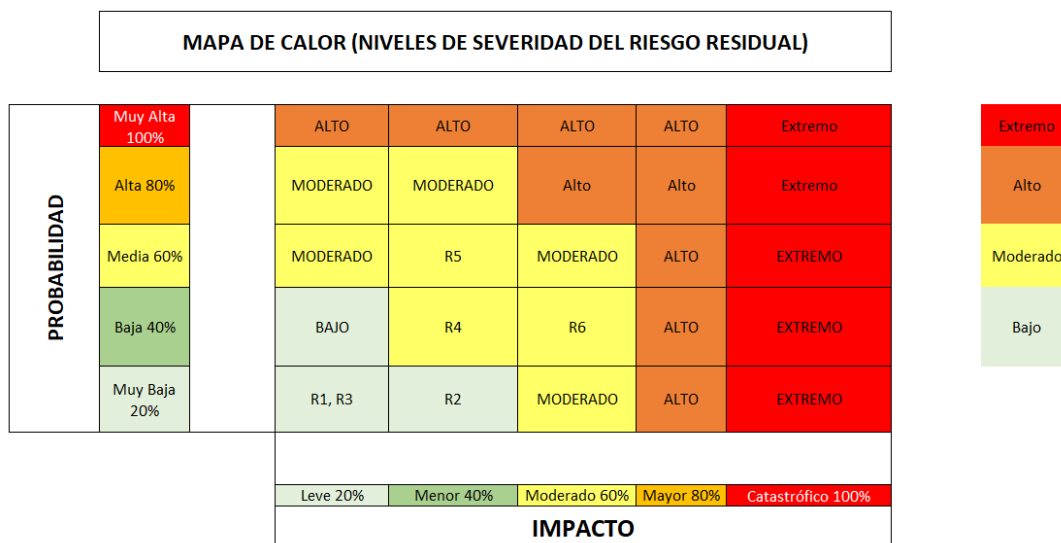 MAPA DE CALOR (NIVELES DE SEVERIDAD DEL RIESGO RESIDUAL)
PROBABILIDAD
Muy Alta
100%
ALTO
ALTO
ALTO
ALTO
Extremo
Extremo
Alta 80%
MODERADO
MODERADO
Alto
Alto
Extremo
Alto
Media 60%
MODERADO
R5
MODERADO
ALTO
EXTREMO
Moderado
Baja 40%
BAJO
R4
R6
ALTO
EXTREMO
Bajo
Muy Baja
20%
R1, R3
R2
MODERADO
ALTO
EXTREMO
Leve 20%
Menor 40%
Moderado 60%
Mayor 80%
Catastrófico 100%
IMPACTO